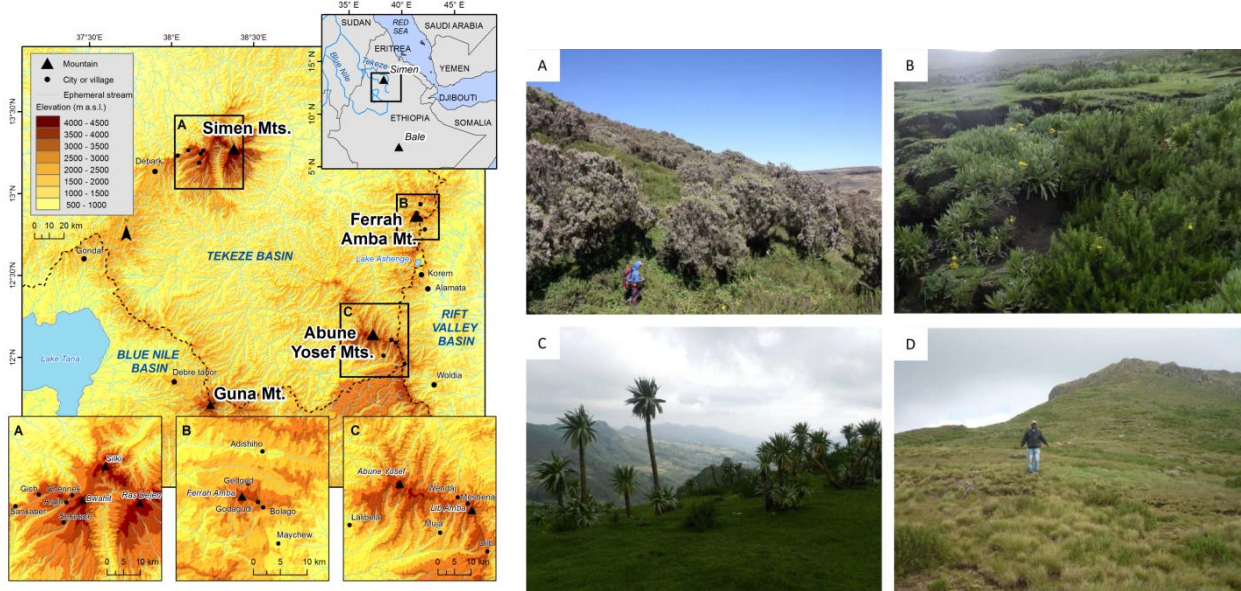 37°30'E
38°E
38°30'E
35° E
40° E
45° E
15° N
10° N
5° N
13°30'N
13°N
12°30'N
12°N
Mountain
City or village
Ephemeral stream
Elevation (m a.s.l.)
4000 - 4500
3500 - 4000
3000 - 3500
2500 - 3000
2000 - 2500
1500 - 2000
1000 - 1500
500 - 1000
0 10 20 km
SUDAN
RED
SEA
SAUDI ARABIA
ERITREA
YEMEN
Blue Nile
Tekeze
Simen
DJIBOUTI
ETHIOPIA
SOMALIA
Bale
A
Simen Mts.
Debark
B
Ferrah
Amba Mt.
Gondar
TEKEZE BASIN
Lake Ashenge
Korem
Alamata
C
Abune
Yosef Mts.
RIFT
VALLEY
BASIN
Lake Tana
BLUE NILE
BASIN
Debre tabor
Woldia
Guna Mt.
A
Silki
Gich
Ayan
Bwahit
Ras Dejen
Sankaber
0 5 10 km
B
Adishiho
Ferrah Amba
Godagudi
Bolago
Maychew
0 5 10 km
C
Abune Yosef
Wendaj
Lib Amba
Lalibela
Muja
0 5 10 km
A
B
C
D